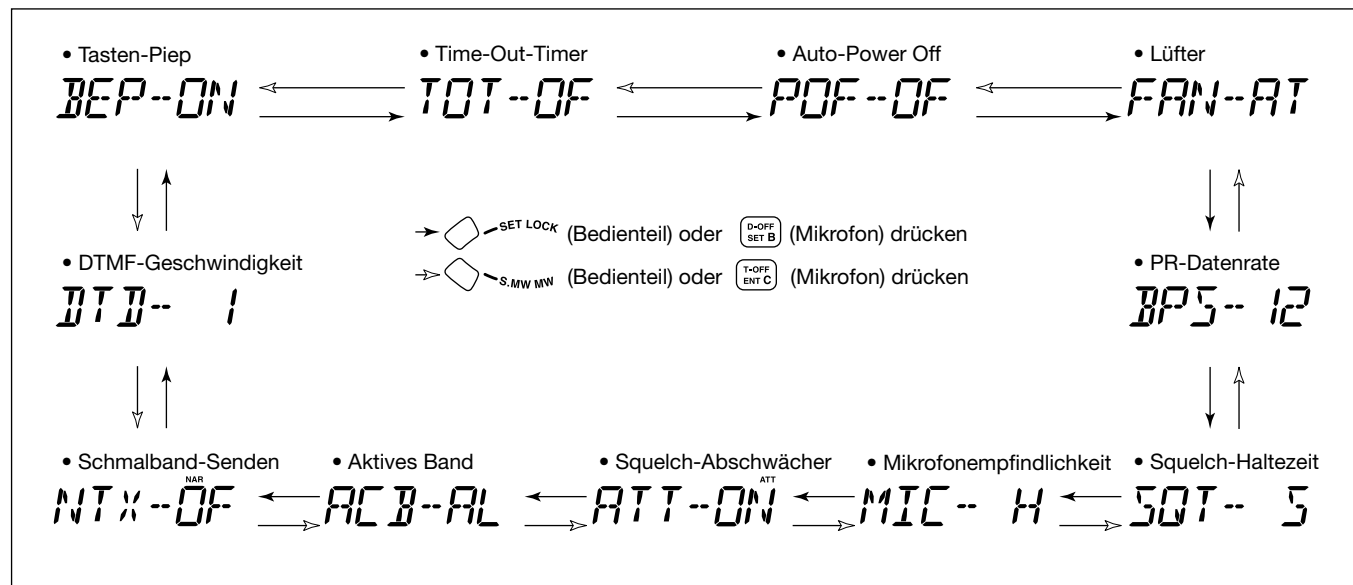 • Tasten-Piep • Time-Out-Timer • Auto-Power Off • Lüfter
BEP-ON TOT-OF POF-OF FAN-AT
SET LOCK (Bedienteil) oder D-OFF SET B (Mikrofon) drücken
S.MW MW (Bedienteil) oder T-OFF ENT C (Mikrofon) drücken
• DTMF-Geschwindigkeit • PR-Datenrate
DTD- 1 BPS- 12
• Schmalband-Senden • Aktives Band • Squelch-Abschwächer • Mikrofonempfindlichkeit • Squelch-Haltezeit
NAR ATT
NTX-OF ACB-AL ATT-ON MIC- H SQT- S